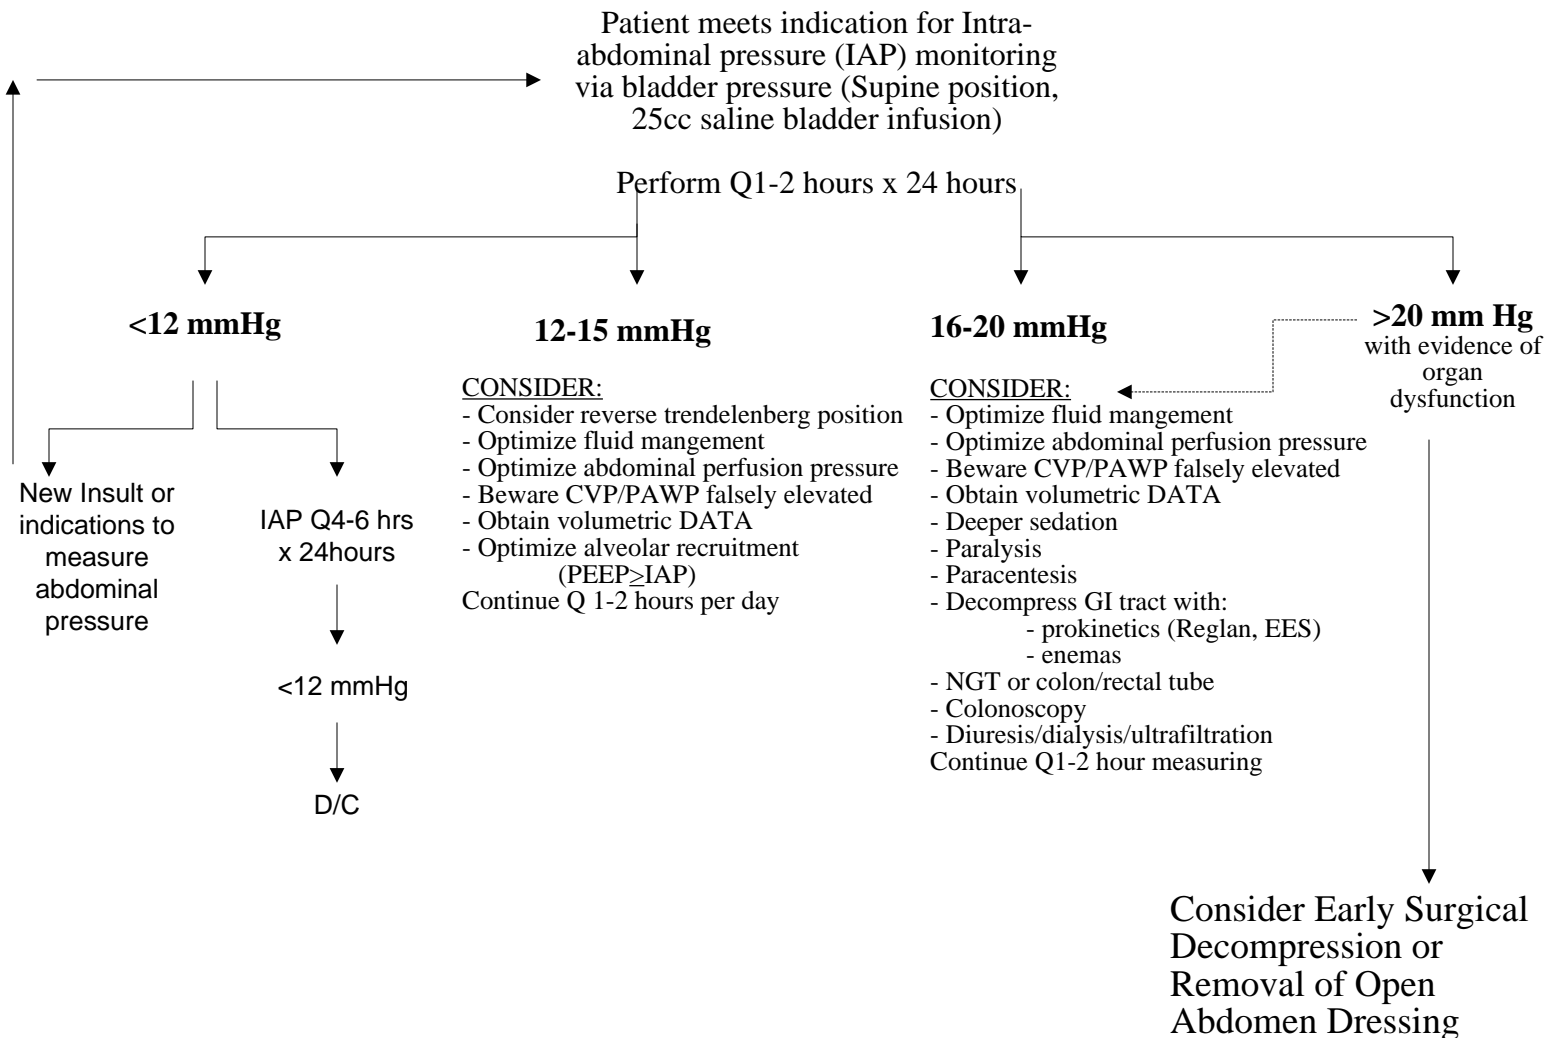 Patient meets indication for Intra-
abdominal pressure (IAP) monitoring
via bladder pressure (Supine position,
25cc saline bladder infusion)
Perform Q1-2 hours x 24 hours
<12 mmHg
New Insult or
indications to
measure
abdominal
pressure
IAP Q4-6 hrs
x 24hours
<12 mmHg
D/C
12-15 mmHg
CONSIDER:
- Consider reverse trendelenberg position
- Optimize fluid mangement
- Optimize abdominal perfusion pressure
- Beware CVP/PAWP falsely elevated
- Obtain volumetric DATA
- Optimize alveolar recruitment
(PEEP≥IAP)
Continue Q 1-2 hours per day
16-20 mmHg
CONSIDER:
- Optimize fluid mangement
- Optimize abdominal perfusion pressure
- Beware CVP/PAWP falsely elevated
- Obtain volumetric DATA
- Deeper sedation
- Paralysis
- Paracentesis
- Decompress GI tract with:
- prokinetics (Reglan, EES)
- enemas
- NGT or colon/rectal tube
- Colonoscopy
- Diuresis/dialysis/ultrafiltration
Continue Q1-2 hour measuring
>20 mm Hg
with evidence of
organ
dysfunction
Consider Early Surgical
Decompression or
Removal of Open
Abdomen Dressing